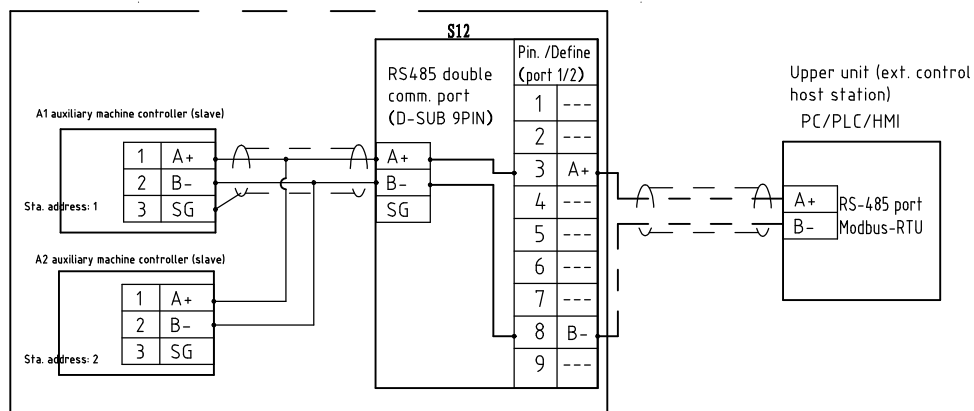 S12
Pin. /Define
(port 1/2)
RS485 double
comm. port
(D-SUB 9PIN)
1 ---
2 ---
3 A+
4 ---
5 ---
6 ---
7 ---
8 B-
9 ---
A+
B-
SG
A1 auxiliary machine controller (slave)
1 A+
2 B-
3 SG
Sta. address: 1
A2 auxiliary machine controller (slave)
1 A+
2 B-
3 SG
Sta. address: 2
Upper unit (ext. control
host station)
PC/PLC/HMI
A+
B-
RS-485 port
Modbus-RTU